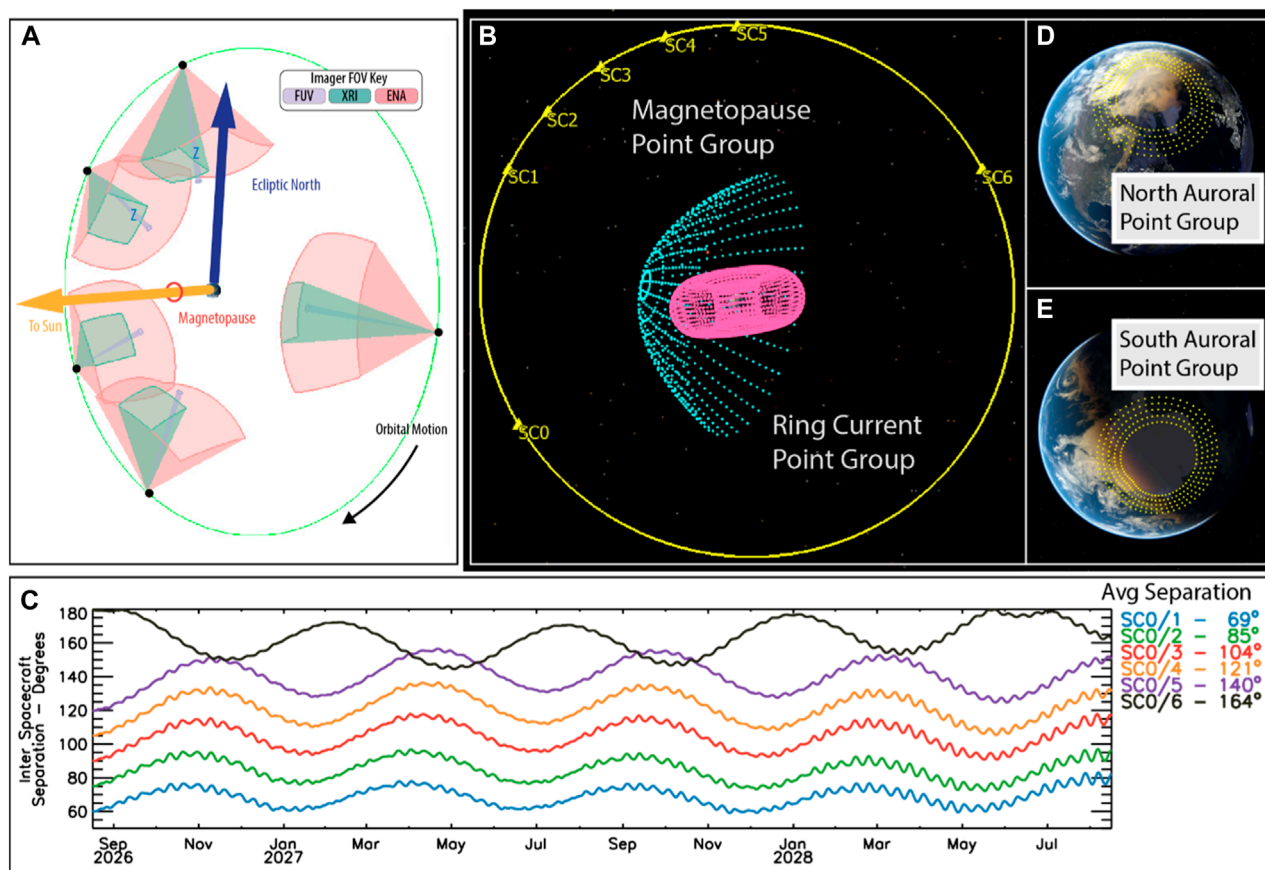 A
Imager FOV Key
FUV XRI ENA
Z
Ecliptic North
Z
To Sun
Magnetopause
Orbital Motion
B
SC5
SC4
SC3
SC2
SC1
SC6
SC0
Magnetopause
Point Group
Ring Current
Point Group
D
North Auroral
Point Group
E
South Auroral
Point Group
C
Inter Spacecroft
Separation – Degrees
180
160
140
120
100
80
60
Sep Nov Jan Mar May Jul Sep Nov Jan Mar May Jul
2026 2027 2028
Avg Separation
SC0/1 – 69°
SC0/2 – 85°
SC0/3 – 104°
SC0/4 – 121°
SC0/5 – 140°
SC0/6 – 164°